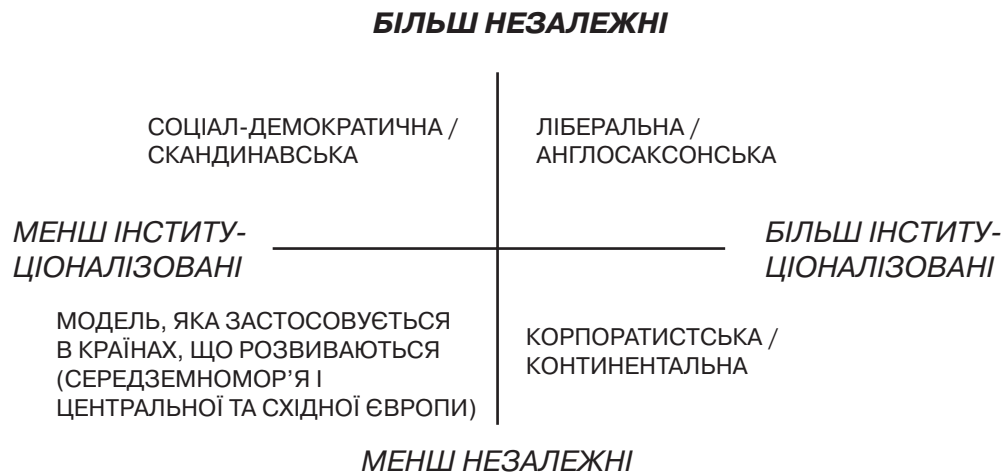 БІЛЬШ НЕЗАЛЕЖНІ
СОЦІАЛ-ДЕМОКРАТИЧНА /
СКАНДИНАВСЬКА
ЛІБЕРАЛЬНА /
АНГЛОСАКСОНСЬКА
МЕНШ ІНСТИТУ-
ЦІОНАЛІЗОВАНІ
БІЛЬШ ІНСТИТУ-
ЦІОНАЛІЗОВАНІ
МОДЕЛЬ, ЯКА ЗАСТОСОВУЄТЬСЯ
В КРАЇНАХ, ЩО РОЗВИВАЮТЬСЯ
(СЕРЕДЗЕМНОМОР’Я І
ЦЕНТРАЛЬНОЇ ТА СХІДНОЇ ЄВРОПИ)
КОРПОРАТИСТСЬКА /
КОНТИНЕНТАЛЬНА
МЕНШ НЕЗАЛЕЖНІ